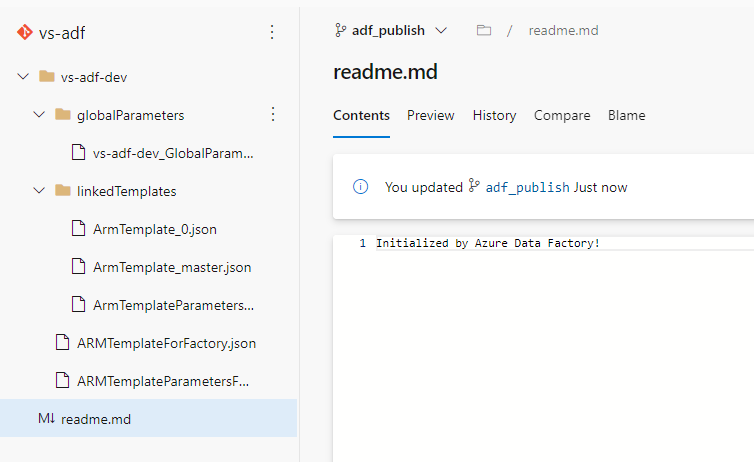 vs-adf
vs-adf-dev
globalParameters
vs-adf-dev_GlobalParam...
linkedTemplates
ArmTemplate_0.json
ArmTemplate_master.json
ArmTemplateParameters...
ARMTemplateForFactory.json
ARMTemplateParametersF...
M↓ readme.md
adf_publish / readme.md
readme.md
Contents Preview History Compare Blame
You updated adf_publish Just now
1 Initialized by Azure Data Factory!